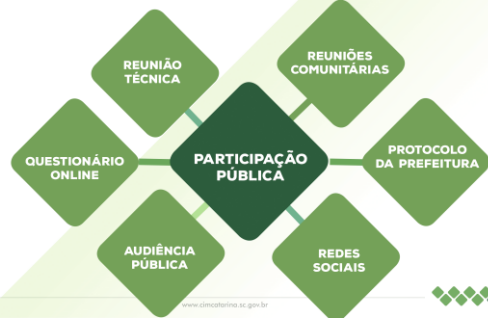 REUNIÃO
TÉCNICA
REUNIÕES
COMUNITÁRIAS
QUESTIONÁRIO
ONLINE
PARTICIPAÇÃO
PÚBLICA
PROTOCOLO
DA PREFEITURA
AUDIÊNCIA
PÚBLICA
REDES
SOCIAIS
www.cimcatarina.sc.gov.br